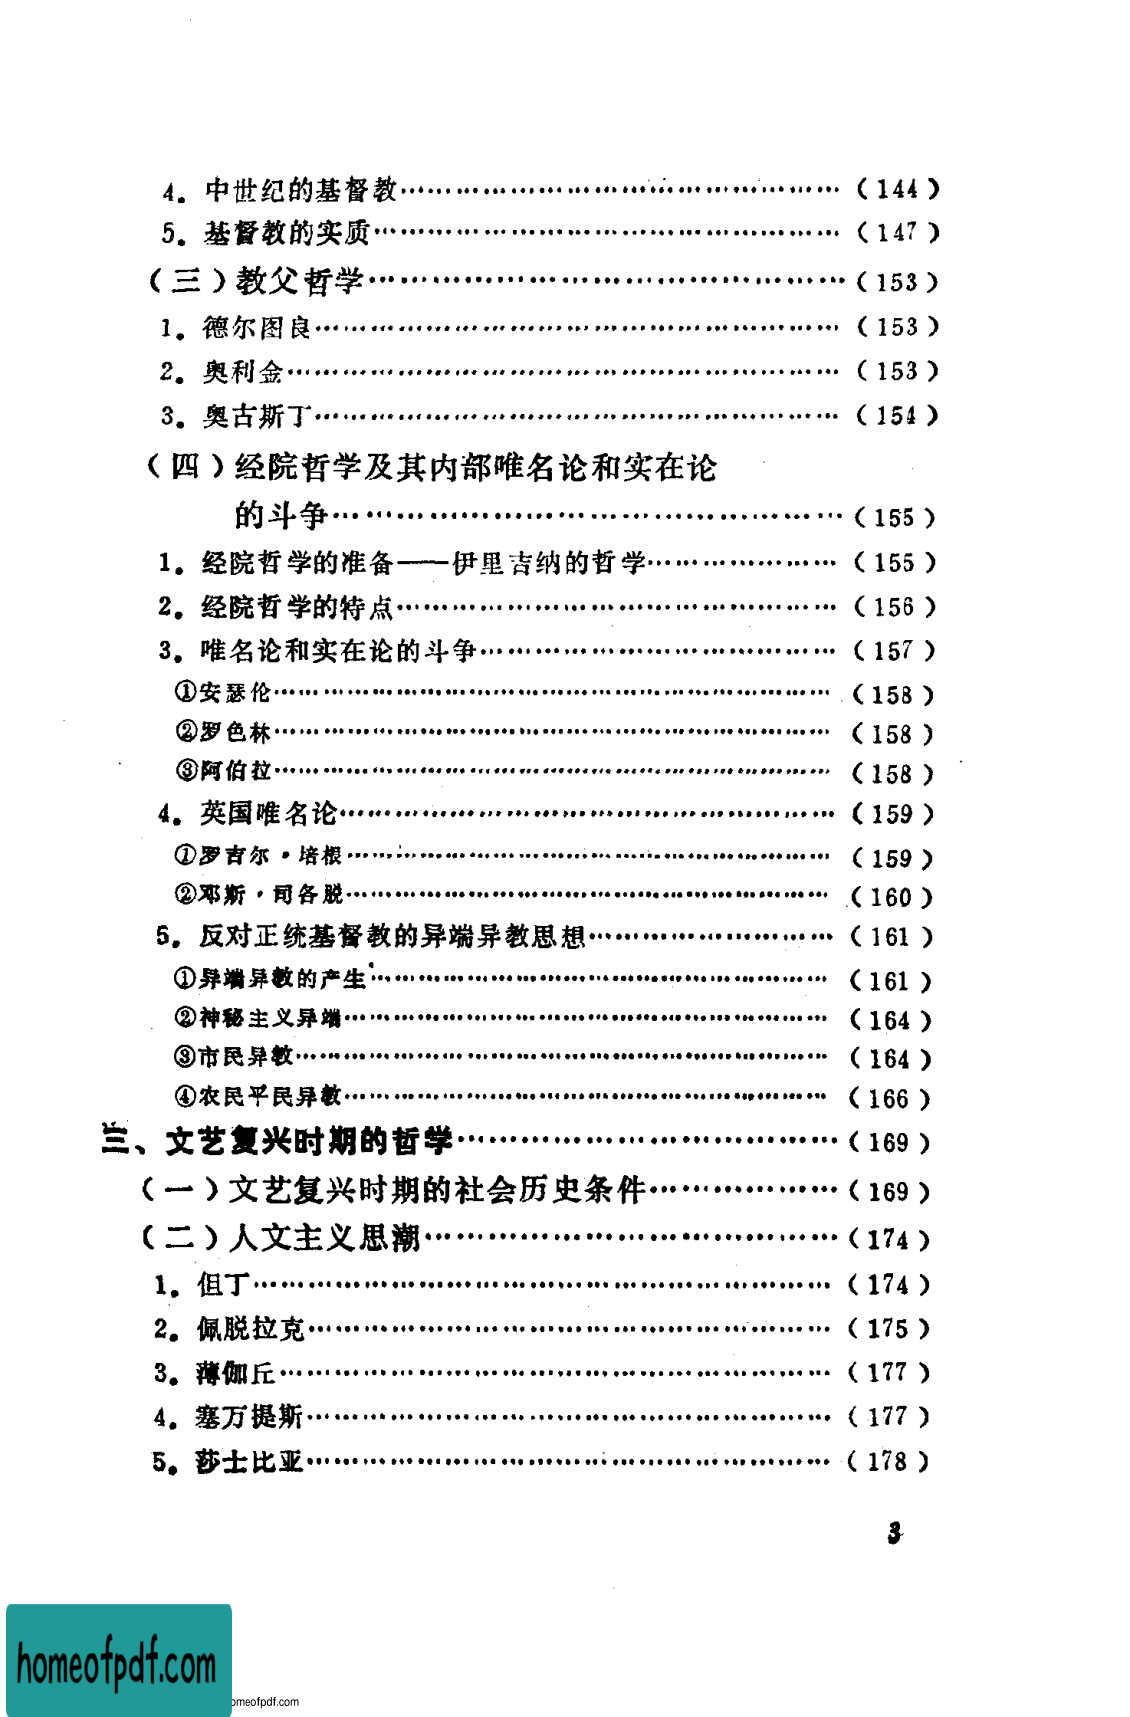 4. 中世纪的基督教……………………………………（144）
5. 基督教的实质………………………………………（147）
（三）教父哲学………………………………………（153）
1. 德尔图良……………………………………………（153）
2. 奥利金………………………………………………（153）
3. 奥古斯丁……………………………………………（154）
（四）经院哲学及其内部唯名论和实在论
的斗争…………………………………………（155）
1. 经院哲学的准备——伊里吉纳的哲学………………（155）
2. 经院哲学的特点……………………………………（156）
3. 唯名论和实在论的斗争……………………………（157）
①安瑟伦………………………………………………（158）
②罗色林………………………………………………（158）
③阿伯拉………………………………………………（158）
4. 英国唯名论…………………………………………（159）
①罗吉尔·培根………………………………………（159）
②邓斯·司各脱………………………………………（160）
5. 反对正统基督教的异端异教思想…………………（161）
①异端异教的产生……………………………………（161）
②神秘主义异端………………………………………（164）
③市民异教……………………………………………（164）
④农民平民异教………………………………………（166）
三、文艺复兴时期的哲学………………………………（169）
（一）文艺复兴时期的社会历史条件………………（169）
（二）人文主义思潮…………………………………（174）
1. 但丁…………………………………………………（174）
2. 佩脱拉克……………………………………………（175）
3. 薄伽丘………………………………………………（177）
4. 塞万提斯……………………………………………（177）
5. 莎士比亚……………………………………………（178）
3
homeofpdf.com
omeofpdf.com